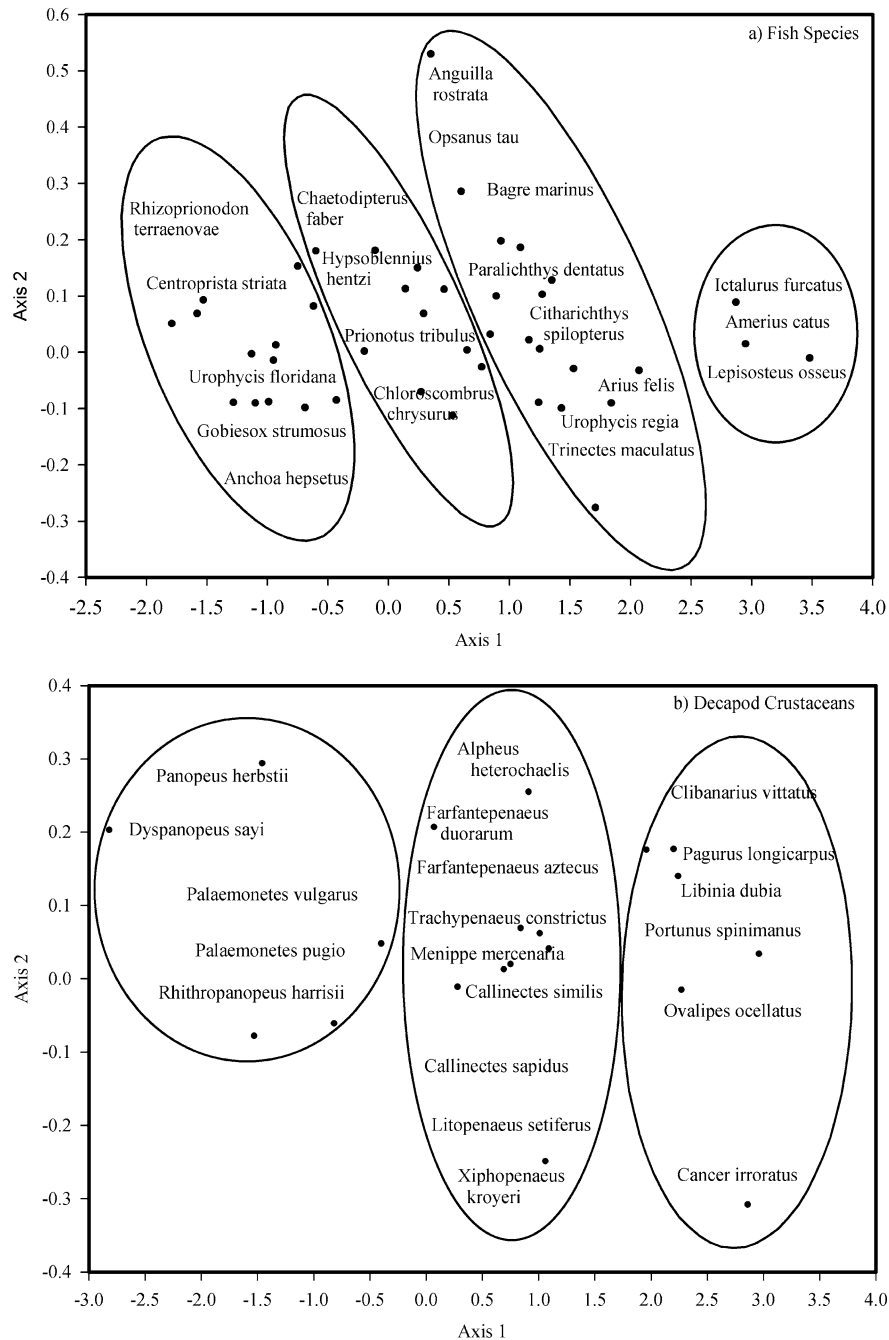 a) Fish Species
0.6
0.5
0.4
0.3
0.2
0.1
0.0
-0.1
-0.2
-0.3
-0.4
Axis 2
Anguilla
rostrata
Opsanus tau
Bagre marinus
Chaetodipterus
faber
Rhizoprionodon
terraenovae
Hypsoblennius
hentzi
Paralichthys dentatus
Centroprista striata
Ictalurus furcatus
Citharichthys
spilopterus
Amerius catus
Prionotus tribulus
Lepisosteus osseus
Urophycis floridana
Arius felis
Chloroscombrus
chrysurus
Urophycis regia
Gobiesox strumosus
Trinectes maculatus
Anchoa hepsetus
-2.5 -2.0 -1.5 -1.0 -0.5 0.0 0.5 1.0 1.5 2.0 2.5 3.0 3.5 4.0
Axis 1
b) Decapod Crustaceans
0.4
0.3
0.2
0.1
0.0
-0.1
-0.2
-0.3
-0.4
Axis 2
Panopeus herbstii
Dyspanopeus sayi
Palaemonetes vulgarus
Palaemonetes pugio
Rhithropanopeus harrisii
Alpheus
heterochaelis
Farfantepenaeus
duorarum
Farfantepenaeus aztecus
Trachypenaeus constrictus
Menippe mercenaria
Callinectes similis
Callinectes sapidus
Litopenaeus setiferus
Xiphopenaeus
kroyeri
Clibanarius vittatus
Pagurus longicarpus
Libinia dubia
Portunus spinimanus
Ovalipes ocellatus
Cancer irroratus
-3.0 -2.5 -2.0 -1.5 -1.0 -0.5 0.0 0.5 1.0 1.5 2.0 2.5 3.0 3.5 4.0
Axis 1